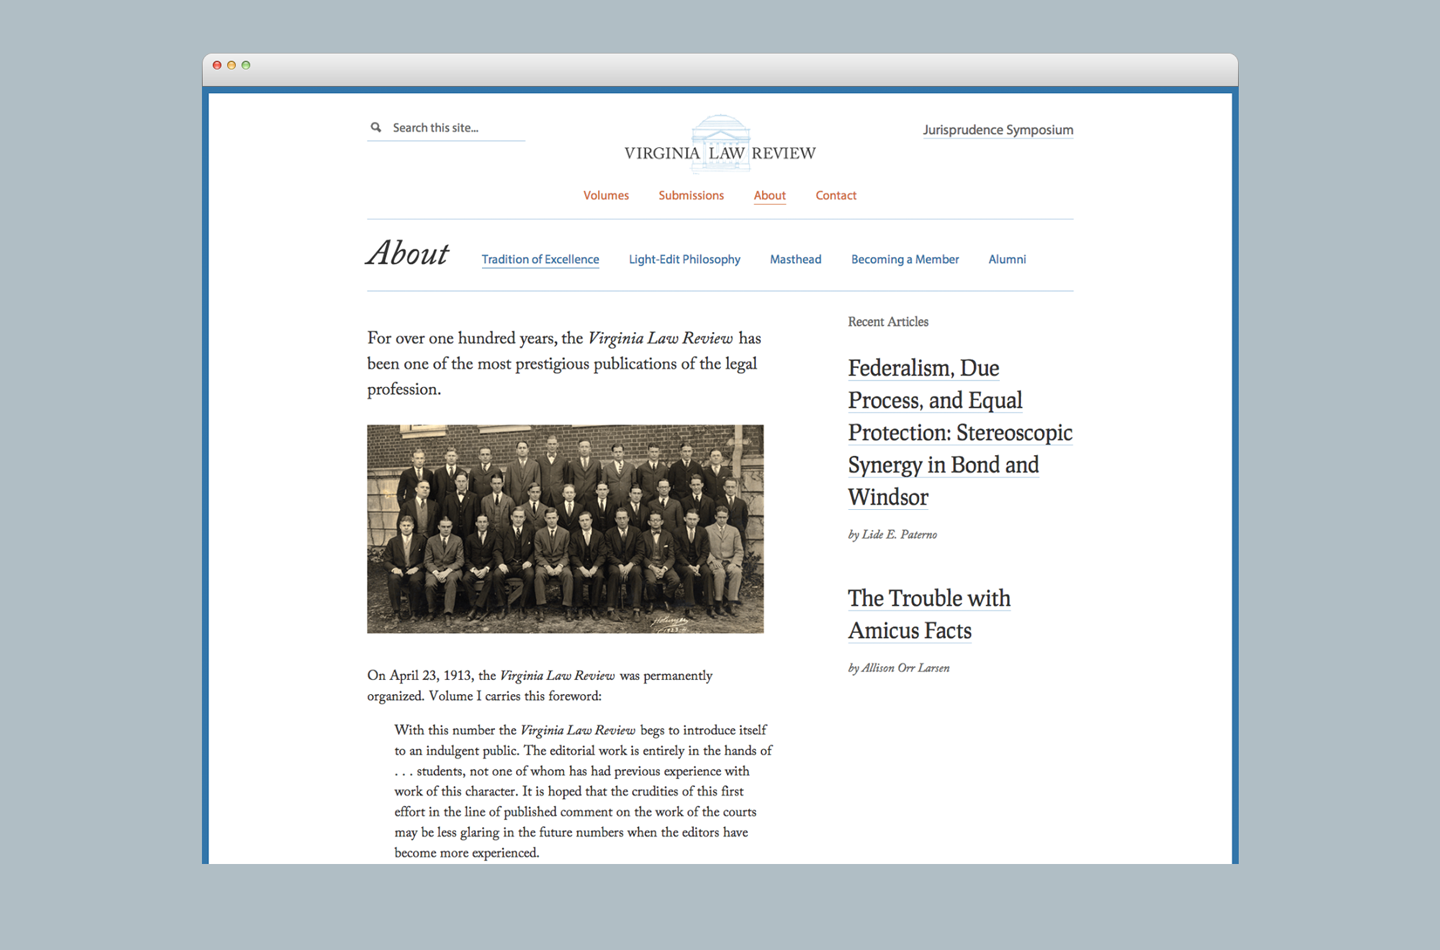 Search this site...
VIRGINIA LAW REVIEW
Jurisprudence Symposium
Volumes Submissions About Contact
About
Tradition of Excellence Light-Edit Philosophy Masthead Becoming a Member Alumni
For over one hundred years, the Virginia Law Review has
been one of the most prestigious publications of the legal
profession.
On April 23, 1913, the Virginia Law Review was permanently
organized. Volume I carries this foreword:
With this number the Virginia Law Review begs to introduce itself
to an indulgent public. The editorial work is entirely in the hands of
. . . students, not one of whom has had previous experience with
work of this character. It is hoped that the crudities of this first
effort in the line of published comment on the work of the courts
may be less glaring in the future numbers when the editors have
become more experienced.
Recent Articles
Federalism, Due
Process, and Equal
Protection: Stereoscopic
Synergy in Bond and
Windsor
by Lide E. Paterno
The Trouble with
Amicus Facts
by Allison Orr Larsen